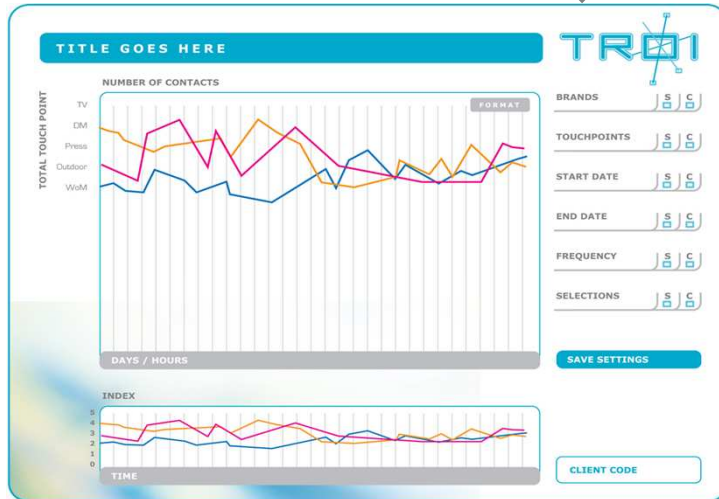 TITLE GOES HERE
TROI
NUMBER OF CONTACTS
TOTAL TOUCH POINT
TV
DM
Press
Outdoor
WoM
FORMAT
DAYS / HOURS
BRANDS S C
TOUCHPOINTS S C
START DATE S C
END DATE S C
FREQUENCY S C
SELECTIONS S C
SAVE SETTINGS
INDEX
5
4
3
2
1
0
TIME
CLIENT CODE